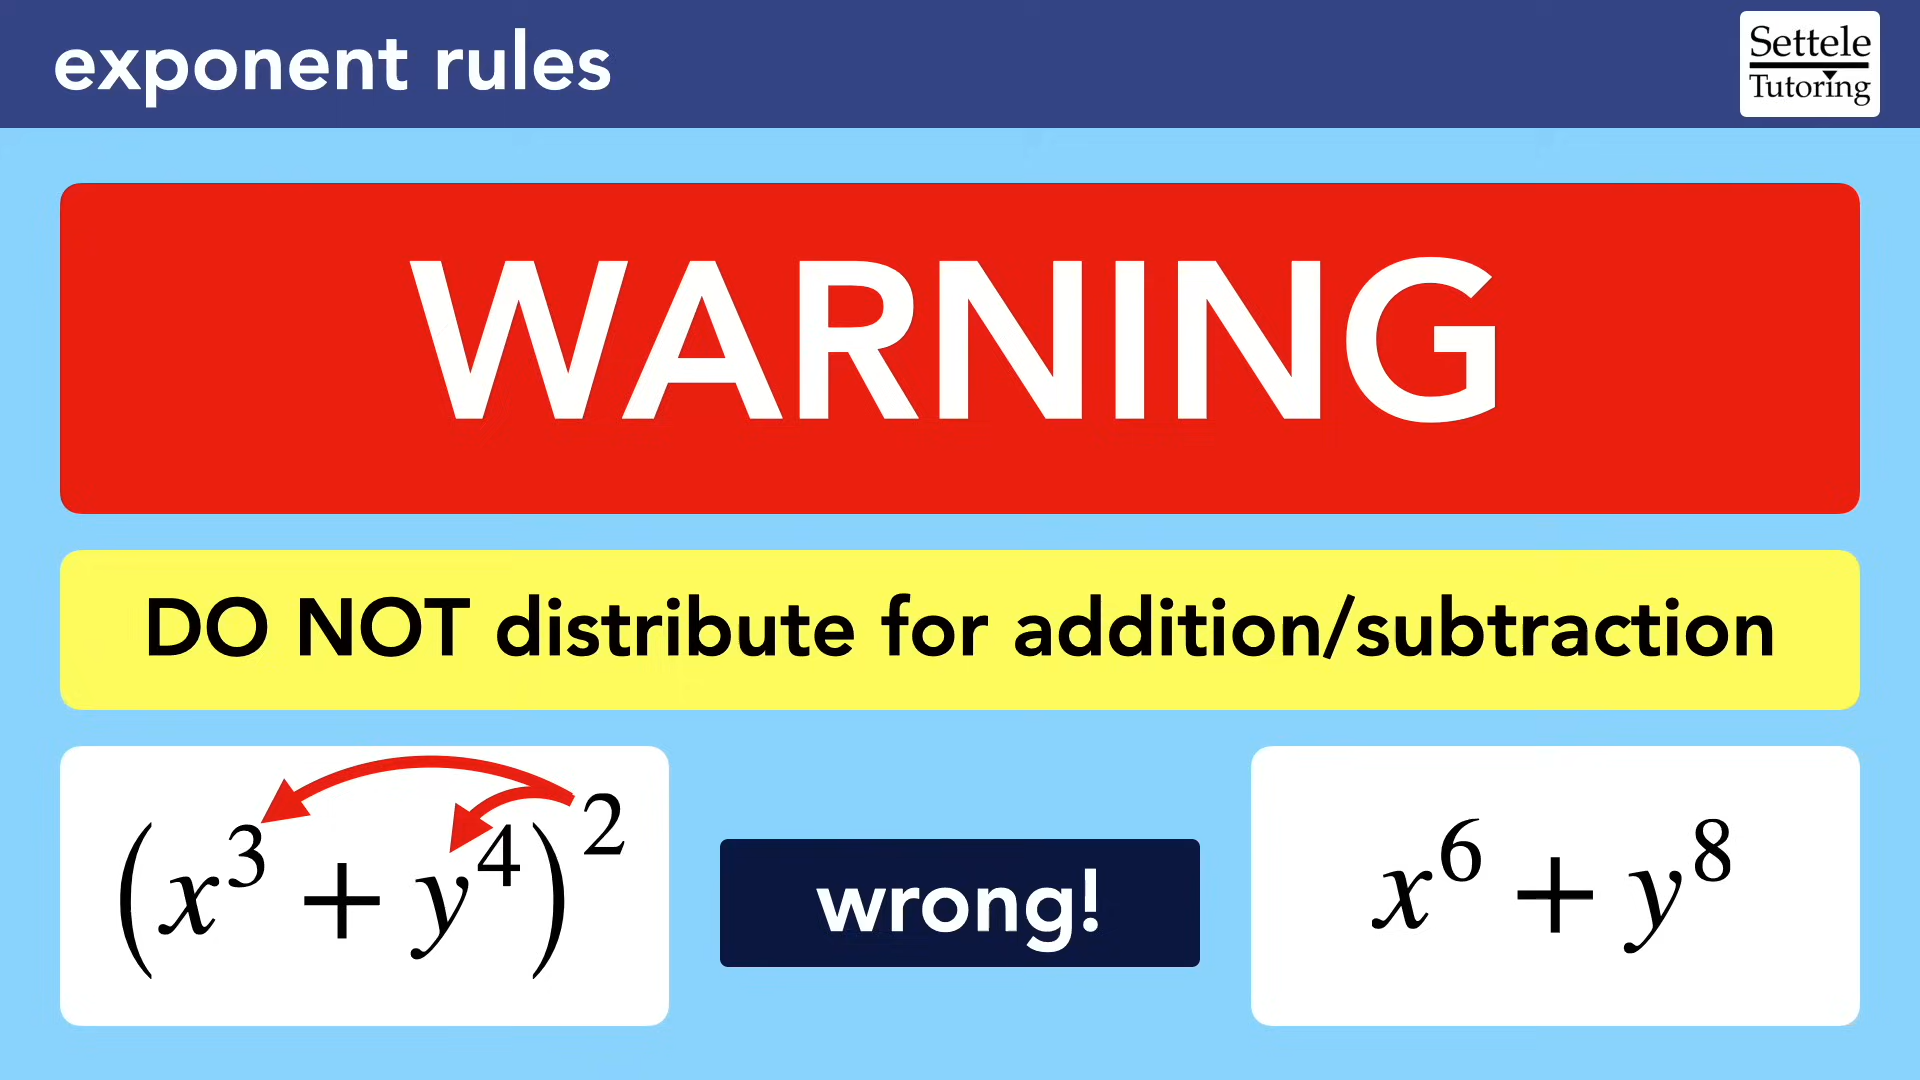 exponent rules
Settele
Tutoring
WARNING
DO NOT distribute for addition/subtraction
(x³ + y⁴)²
wrong!
x⁶ + y⁸